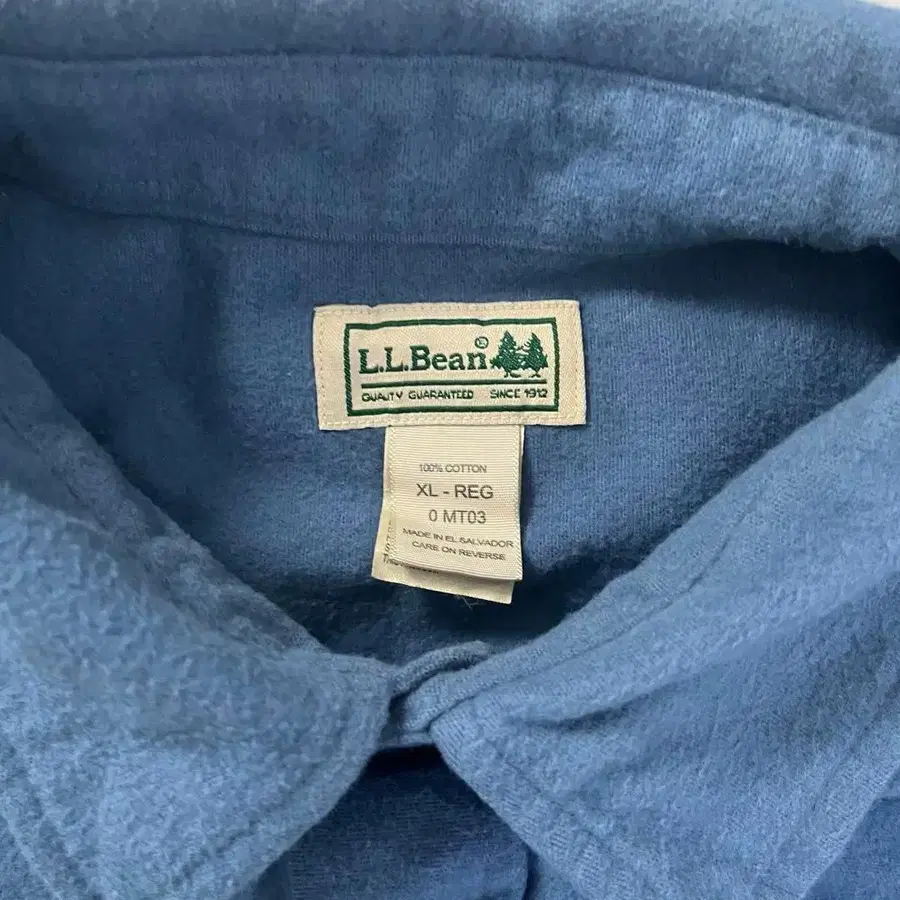 L.L.Bean®
QUALITY GUARANTEED SINCE 1912
100% COTTON
XL - REG
0 MT03
MADE IN EL SALVADOR
CARE ON REVERSE